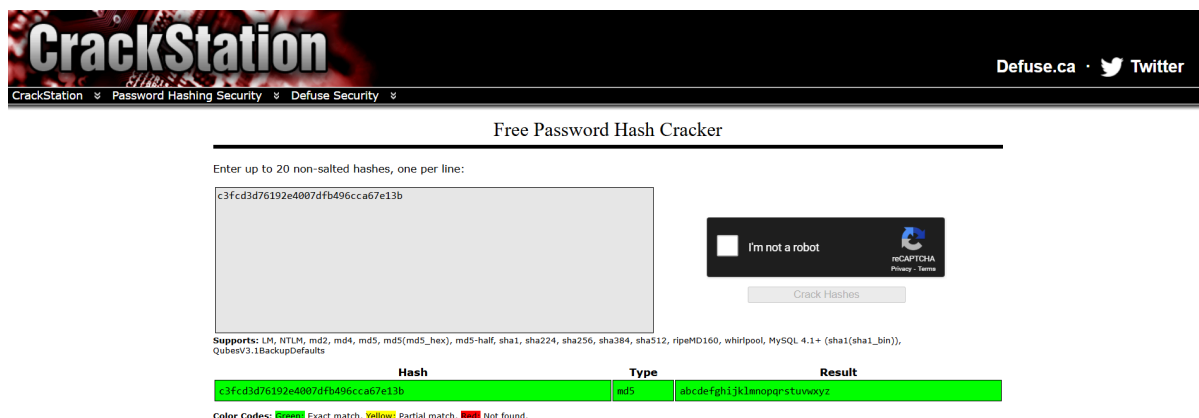 CrackStation
Defuse.ca · Twitter
CrackStation Password Hashing Security Defuse Security
Free Password Hash Cracker
Enter up to 20 non-salted hashes, one per line:
c3fcd3d76192e4007dfb496cca67e13b
I'm not a robot
reCAPTCHA
Privacy - Terms
Crack Hashes
Supports: LM, NTLM, md2, md4, md5, md5(md5_hex), md5-half, sha1, sha224, sha256, sha384, sha512, ripeMD160, whirlpool, MySQL 4.1+ (sha1(sha1_bin)),
QubesV3.1BackupDefaults
Hash Type Result
c3fcd3d76192e4007dfb496cca67e13b md5 abcdefghijklmnopqrstuvwxyz
Color Codes: Green: Exact match, Yellow: Partial match, Red: Not found.